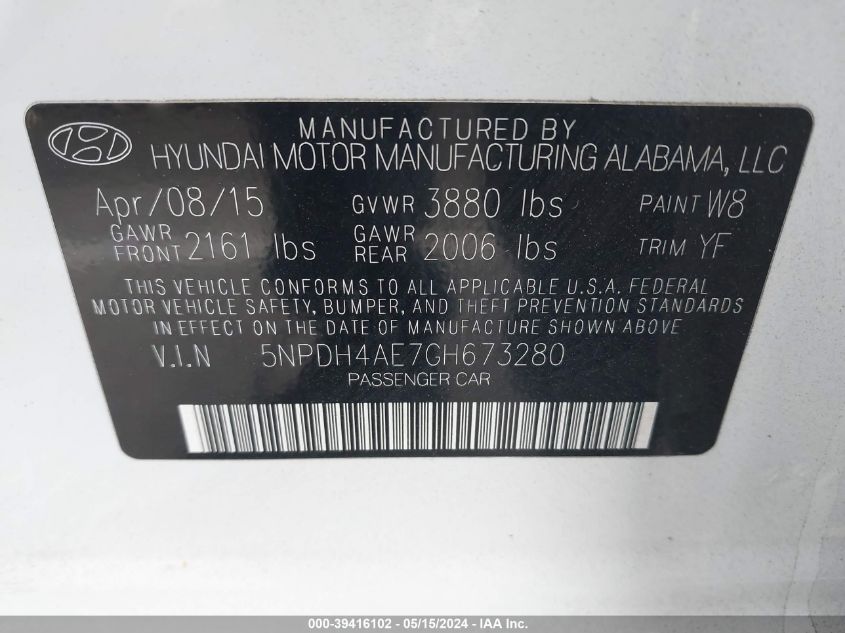 MANUFACTURED BY
HYUNDAI MOTOR MANUFACTURING ALABAMA, LLC
Apr/08/15 GVWR 3880 lbs PAINT W8
GAWR FRONT 2161 lbs GAWR REAR 2006 lbs TRIM YF
THIS VEHICLE CONFORMS TO ALL APPLICABLE U.S.A. FEDERAL
MOTOR VEHICLE SAFETY, BUMPER, AND THEFT PREVENTION STANDARDS
IN EFFECT ON THE DATE OF MANUFACTURE SHOWN ABOVE
V.I.N 5NPDH4AE7GH673280
PASSENGER CAR
000-39416102 - 05/15/2024 - IAA Inc.